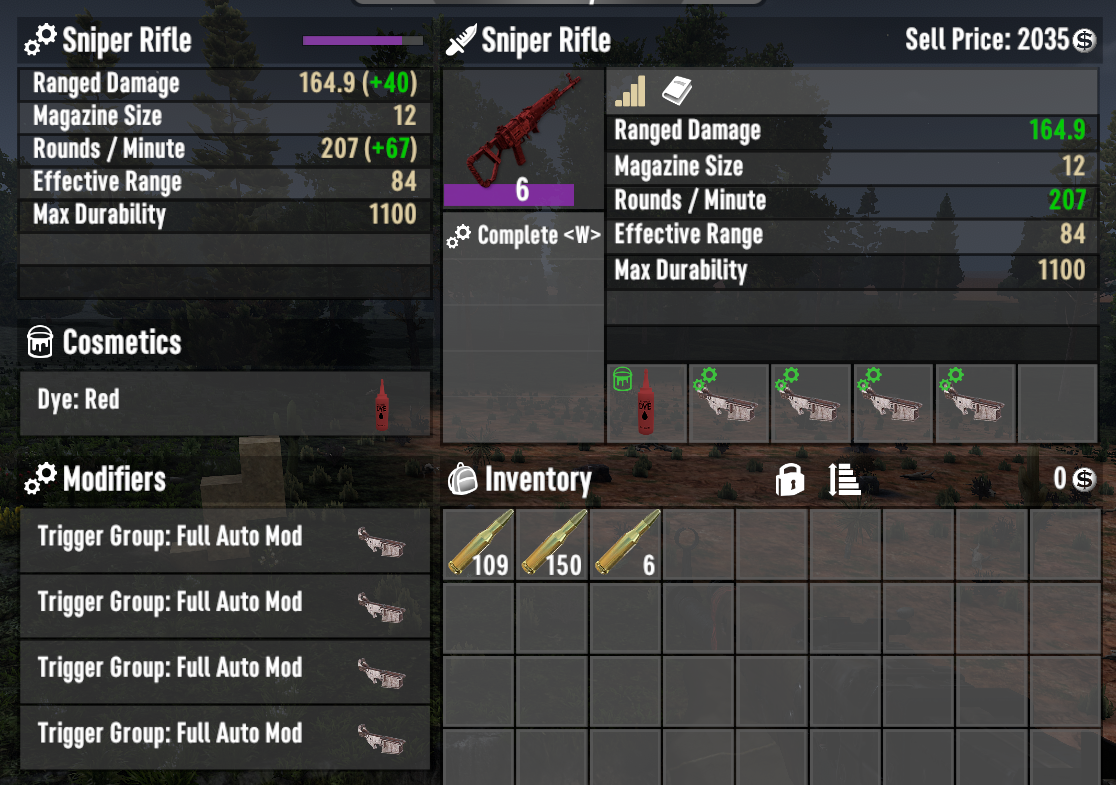 Sniper Rifle
Ranged Damage 164.9 (+40)
Magazine Size 12
Rounds / Minute 207 (+67)
Effective Range 84
Max Durability 1100
Cosmetics
Dye: Red
DYE
Modifiers
Trigger Group: Full Auto Mod
Trigger Group: Full Auto Mod
Trigger Group: Full Auto Mod
Trigger Group: Full Auto Mod
Sniper Rifle Sell Price: 2035
6
Complete <W>
Ranged Damage 164.9
Magazine Size 12
Rounds / Minute 207
Effective Range 84
Max Durability 1100
DYE
Inventory 0
109 150 6